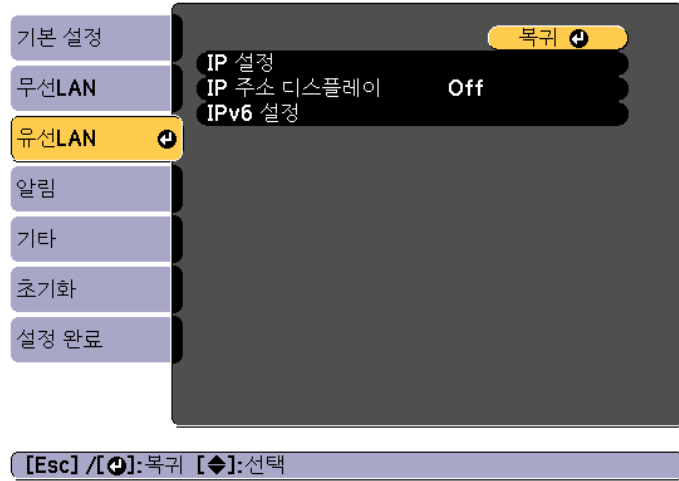 기본 설정
무선LAN
유선LAN
알림
기타
초기화
설정 완료
복귀
IP 설정
IP 주소 디스플레이 Off
IPv6 설정
[Esc] /[⏎]:복귀 [◆]:선택